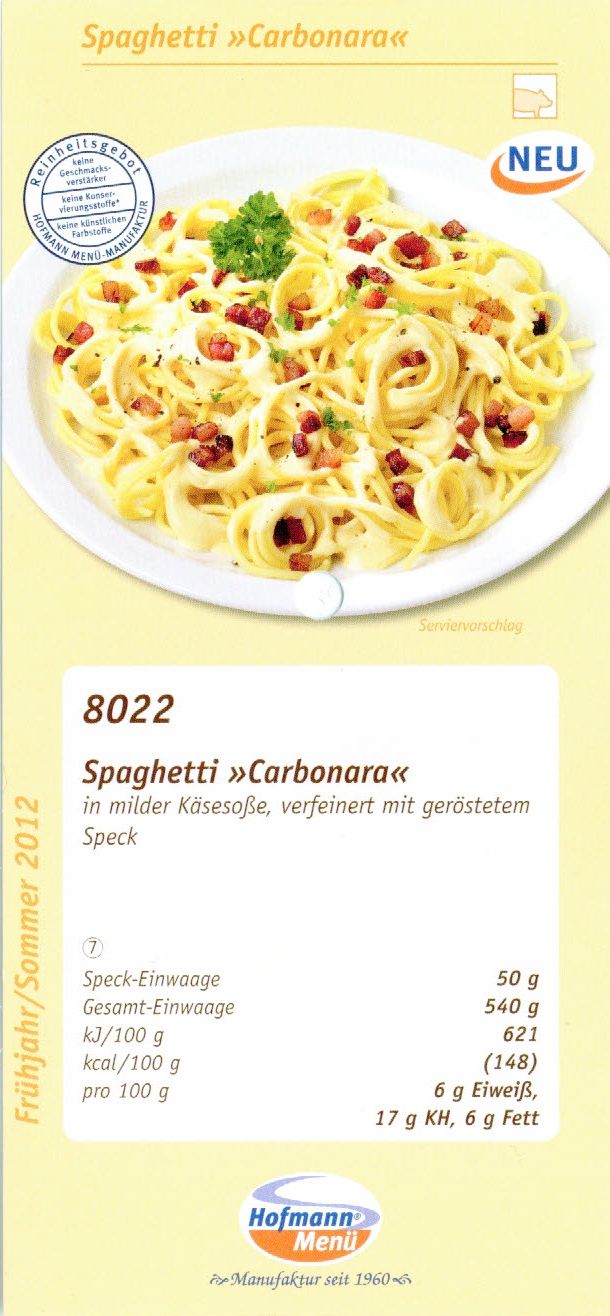 Spaghetti »Carbonara«
NEU
Reinheitsgebot
keine
Geschmacks-
verstärker
keine Konser-
vierungsstoffe*
keine künstlichen
Farbstoffe
HOFMANN MENÜ-MANUFAKTUR
Serviervorschlag
8022
Spaghetti »Carbonara«
in milder Käsesoße, verfeinert mit geröstetem
Speck
Frühjahr/Sommer 2012
7
Speck-Einwaage 50 g
Gesamt-Einwaage 540 g
kJ/100 g 621
kcal/100 g (148)
pro 100 g 6 g Eiweiß,
17 g KH, 6 g Fett
Hofmann®
Menü
Manufaktur seit 1960